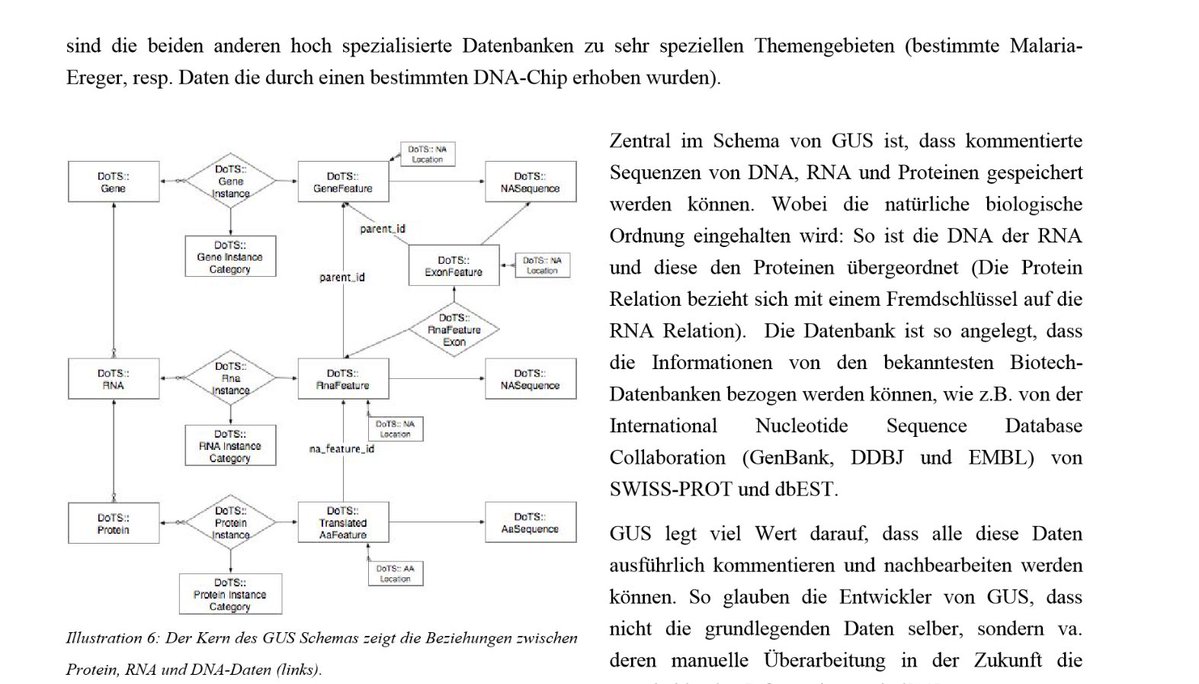 sind die beiden anderen hoch spezialisierte Datenbanken zu sehr speziellen Themengebieten (bestimmte Malaria-
Ereger, resp. Daten die durch einen bestimmten DNA-Chip erhoben wurden).
DoTS:: NA
Location
DoTS::
Gene
DoTS::
Gene
Instance
DoTS::
GeneFeature
DoTS::
NASequence
parent_id
DoTS::
Gene Instance
Category
DoTS::
ExonFeature
DoTS:: NA
Location
parent_id
DoTS::
RnaFeature
Exon
DoTS::
RNA
DoTS::
Rna
Instance
DoTS::
RnaFeature
DoTS::
NASequence
DoTS:: NA
Location
DoTS::
RNA Instance
Category
na_feature_id
DoTS::
Protein
DoTS::
Protein
Instance
DoTS::
Translated
AaFeature
DoTS::
AaSequence
DoTS:: AA
Location
DoTS::
Protein Instance
Category
Illustration 6: Der Kern des GUS Schemas zeigt die Beziehungen zwischen
Protein, RNA und DNA-Daten (links).
Zentral im Schema von GUS ist, dass kommentierte
Sequenzen von DNA, RNA und Proteinen gespeichert
werden können. Wobei die natürliche biologische
Ordnung eingehalten wird: So ist die DNA der RNA
und diese den Proteinen übergeordnet (Die Protein
Relation bezieht sich mit einem Fremdschlüssel auf die
RNA Relation). Die Datenbank ist so angelegt, dass
die Informationen von den bekanntesten Biotech-
Datenbanken bezogen werden können, wie z.B. von der
International Nucleotide Sequence Database
Collaboration (GenBank, DDBJ und EMBL) von
SWISS-PROT und dbEST.
GUS legt viel Wert darauf, dass alle diese Daten
ausführlich kommentieren und nachbearbeiten werden
können. So glauben die Entwickler von GUS, dass
nicht die grundlegenden Daten selber, sondern va.
deren manuelle Überarbeitung in der Zukunft die